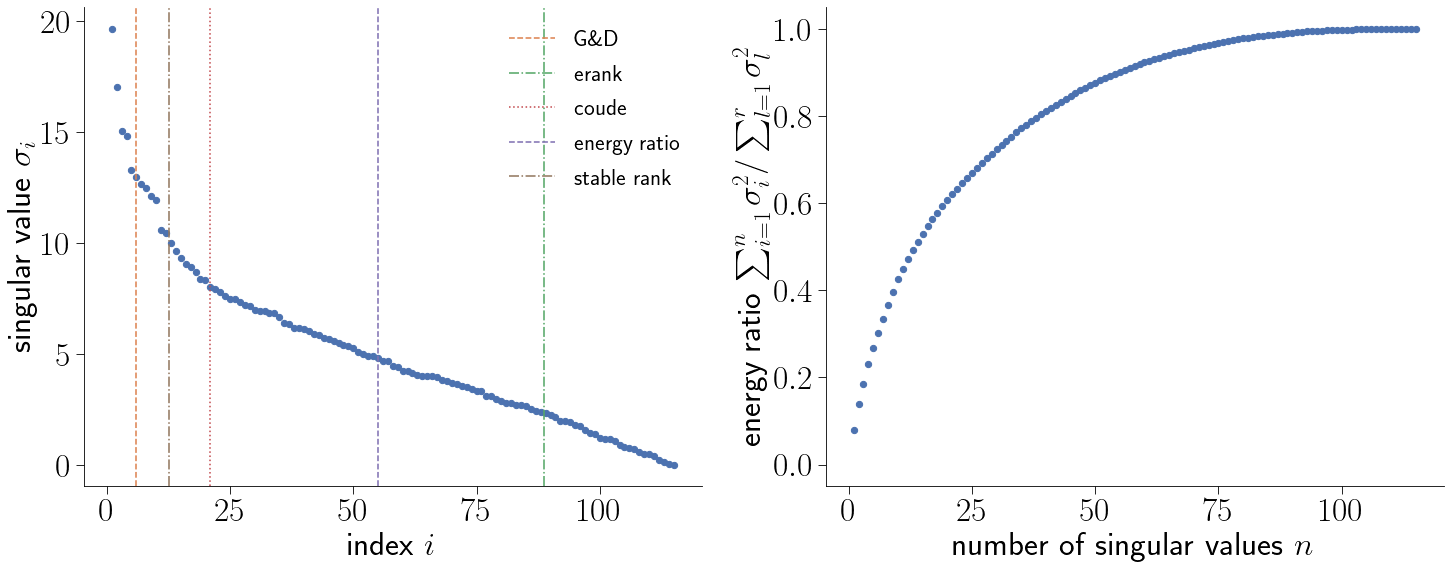 20
15
10
5
0
singular value σ_i
0 25 50 75 100
index i
G&D
erank
coude
energy ratio
stable rank
1.0
0.8
0.6
0.4
0.2
0.0
energy ratio ∑_{i=1}^{n} σ_i^2 / ∑_{l=1}^{r} σ_l^2
0 25 50 75 100
number of singular values n